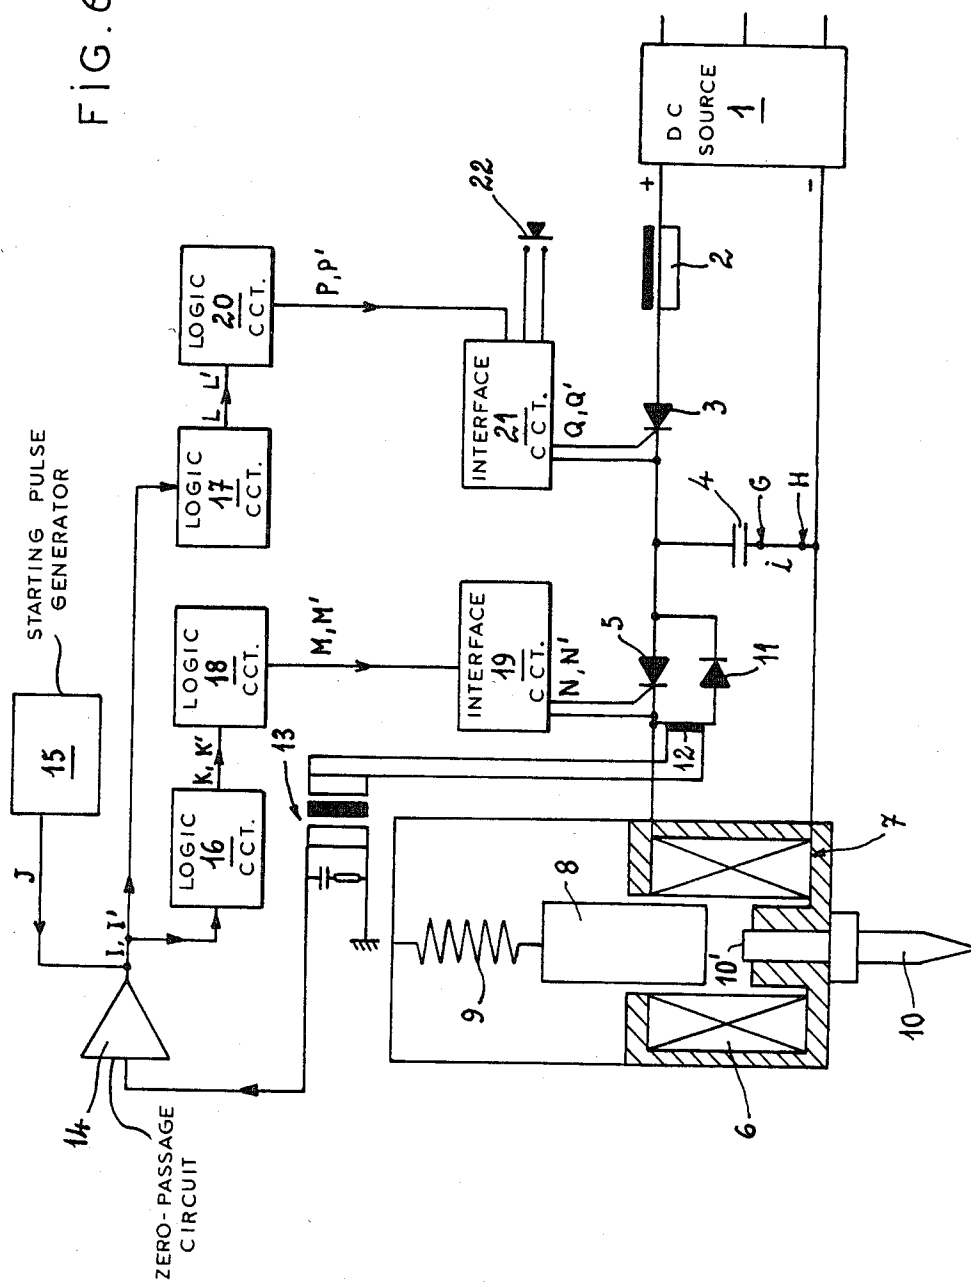 FIG. 6
STARTING PULSE
GENERATOR
15
J
I, I'
14
ZERO-PASSAGE
CIRCUIT
LOGIC
16
CCT.
K, K'
LOGIC
18
CCT.
M, M'
LOGIC
17
CCT.
L L'
LOGIC
20
CCT.
P, P'
13
INTERFACE
19
CCT.
N, N'
INTERFACE
21
CCT.
Q, Q'
22
DC
SOURCE
1
+
-
2
3
4
G
H
i
5
11
12
7
8
9
10'
10
6